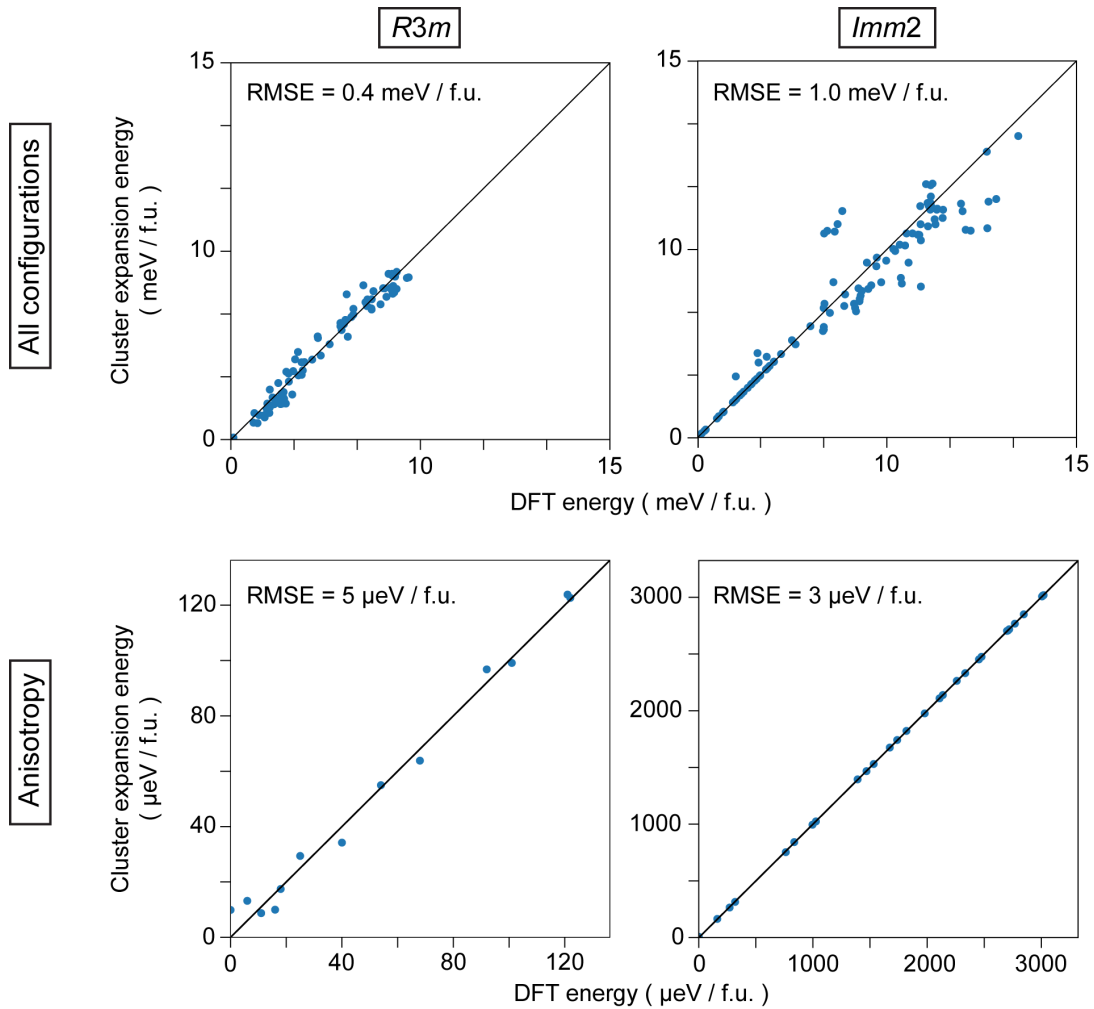 R3m
Imm2
All configurations
Cluster expansion energy
( meV / f.u. )
15
10
0
RMSE = 0.4 meV / f.u.
0
10
15
15
10
0
RMSE = 1.0 meV / f.u.
0
10
15
DFT energy ( meV / f.u. )
Anisotropy
Cluster expansion energy
( µeV / f.u. )
120
80
40
0
RMSE = 5 µeV / f.u.
0
40
80
120
3000
2000
1000
0
RMSE = 3 µeV / f.u.
0
1000
2000
3000
DFT energy ( µeV / f.u. )